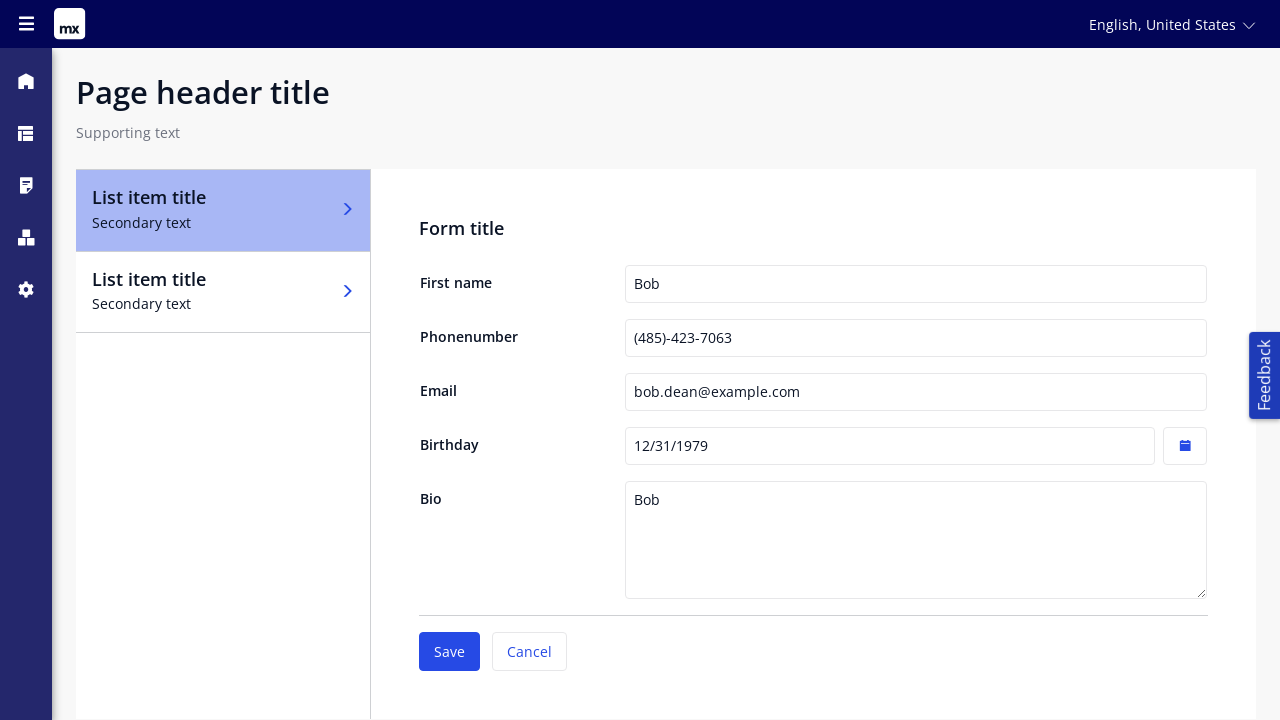 mx
English, United States
Page header title
Supporting text
List item title
Secondary text
List item title
Secondary text
Form title
First name
Bob
Phonenumber
(485)-423-7063
Email
bob.dean@example.com
Birthday
12/31/1979
Bio
Bob
Save
Cancel
Feedback